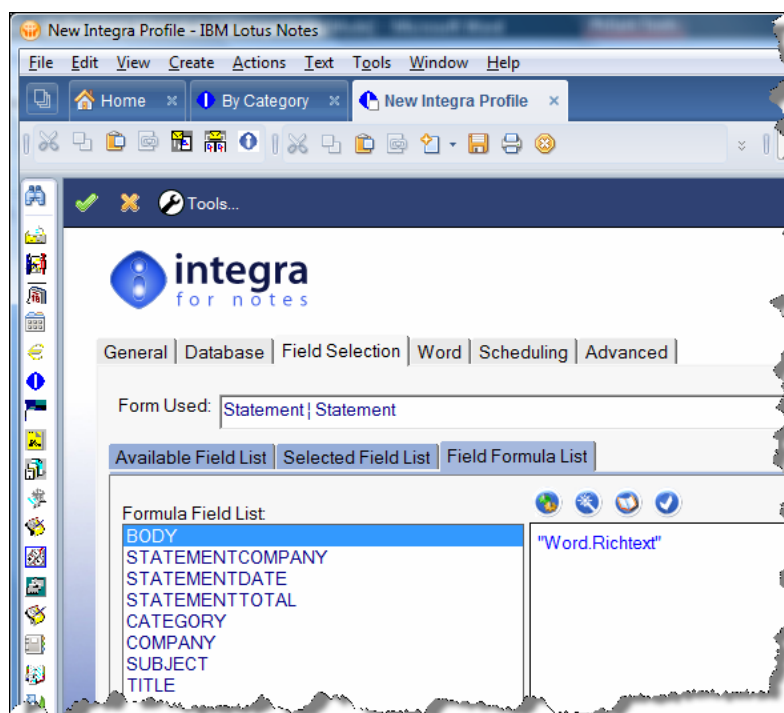 New Integra Profile - IBM Lotus Notes
File Edit View Create Actions Text Tools Window Help
Home By Category New Integra Profile
Tools...
integra
for notes
General Database Field Selection Word Scheduling Advanced
Form Used: Statement¦ Statement
Available Field List Selected Field List Field Formula List
Formula Field List:
BODY
"Word.Richtext"
STATEMENTCOMPANY
STATEMENTDATE
STATEMENTTOTAL
CATEGORY
COMPANY
SUBJECT
TITLE